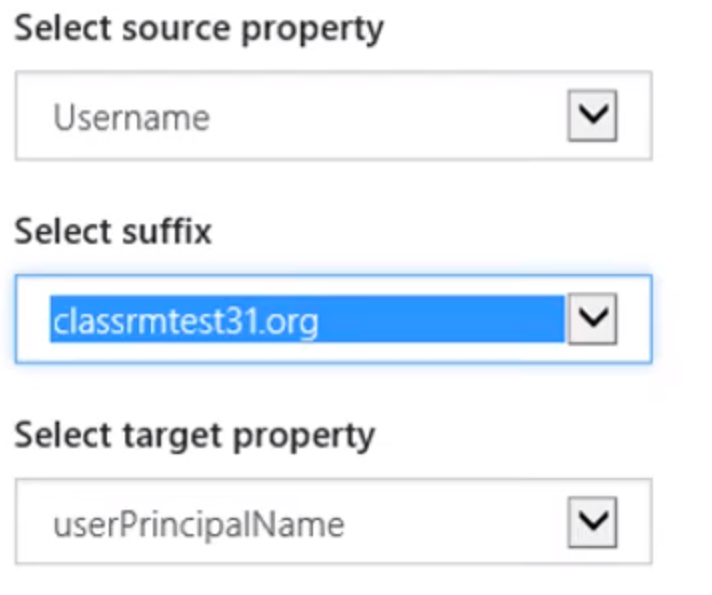 Select source property
Username
Select suffix
classrmtest31.org
Select target property
userPrincipalName